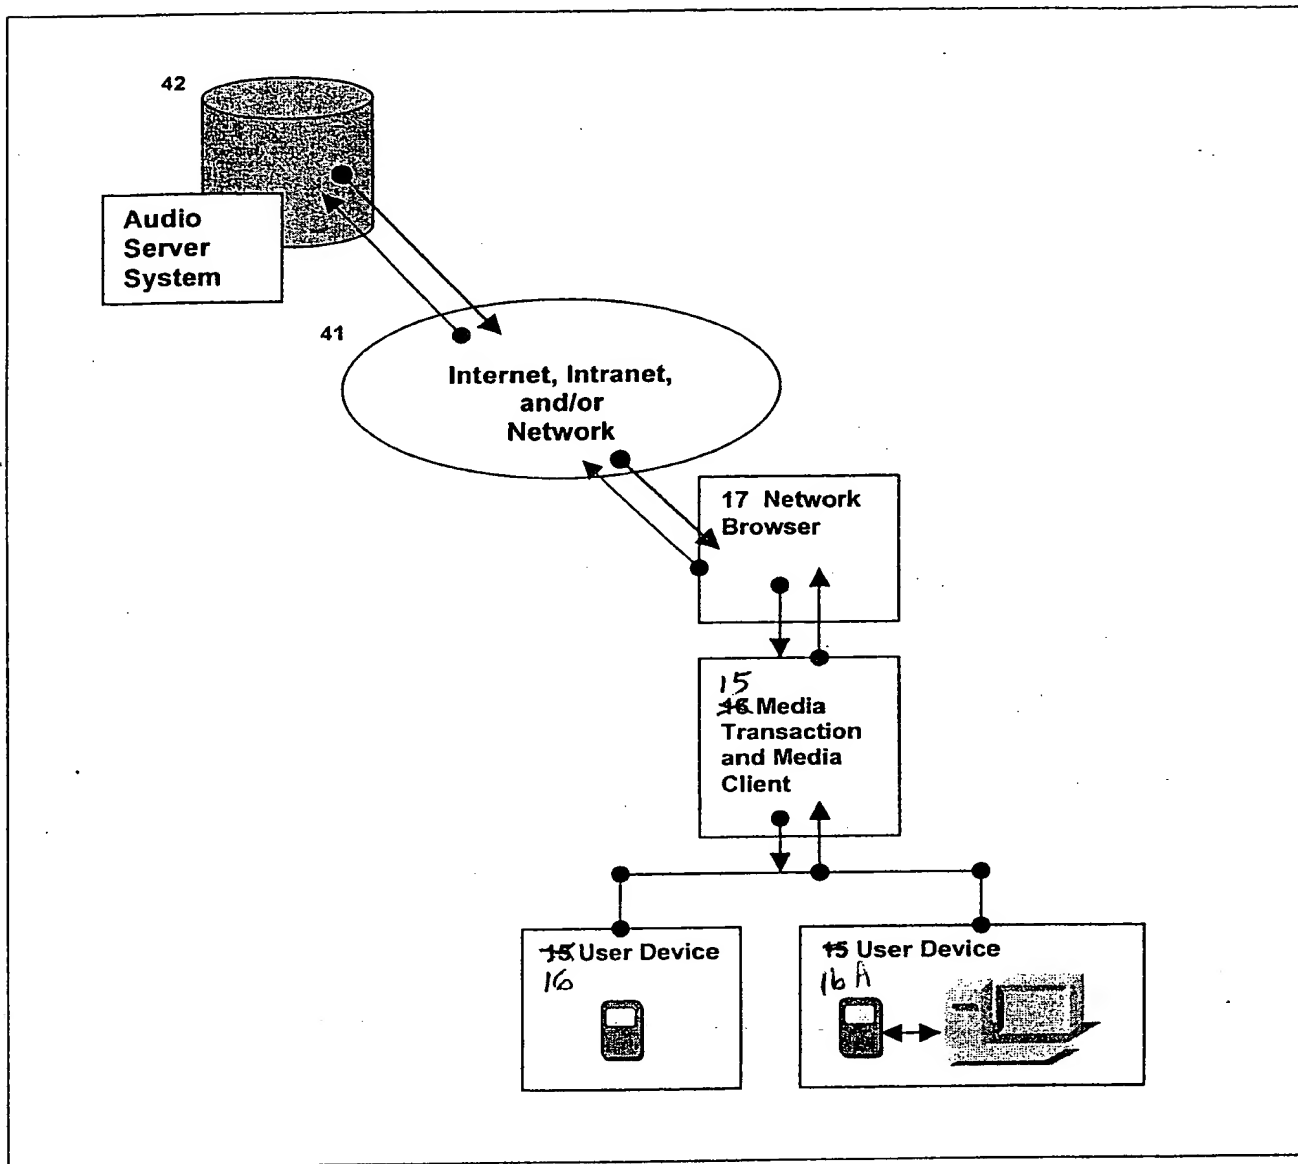 42
Audio
Server
System
41
Internet, Intranet,
and/or
Network
17 Network
Browser
15
16 Media
Transaction
and Media
Client
15 User Device
16
15 User Device
16A